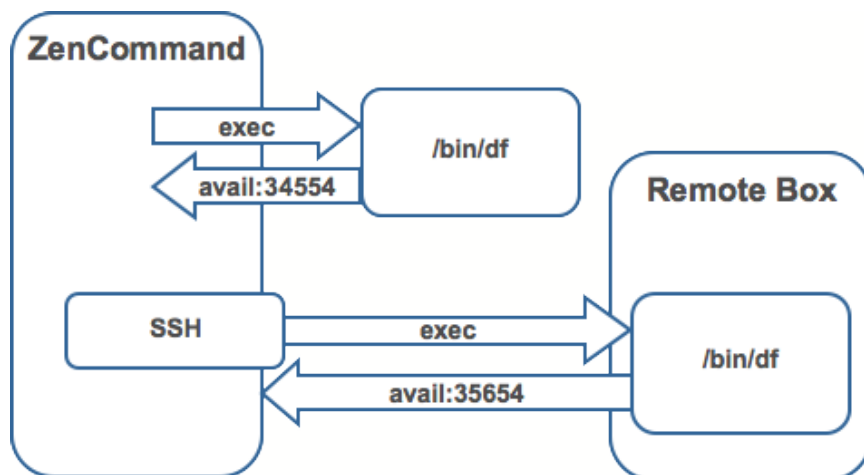 ZenCommand
exec
/bin/df
avail:34554
Remote Box
SSH
exec
/bin/df
avail:35654